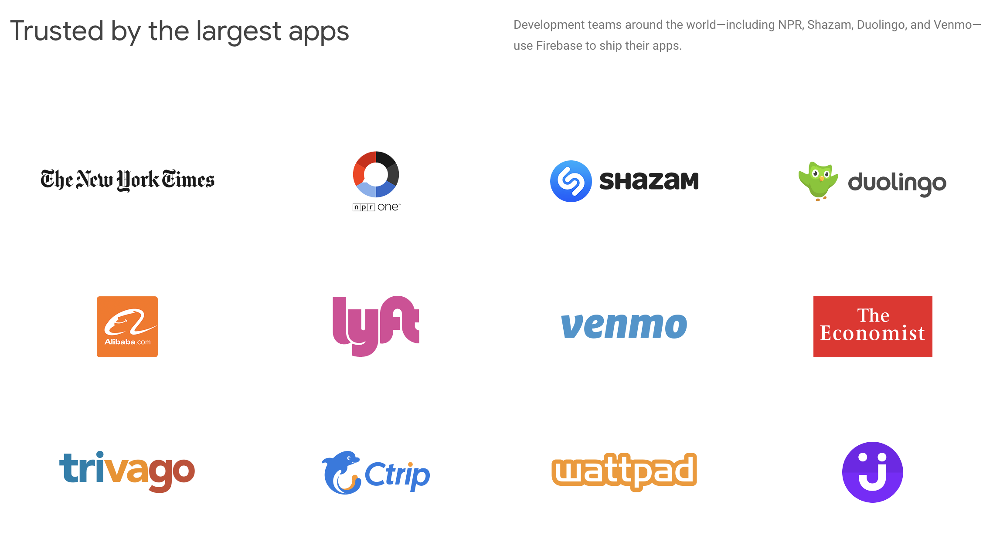 Trusted by the largest apps
Development teams around the world—including NPR, Shazam, Duolingo, and Venmo—
use Firebase to ship their apps.
The New York Times
npr one
SHAZAM
duolingo
Alibaba.com
lyft
venmo
The
Economist
trivago
Ctrip
wattpad